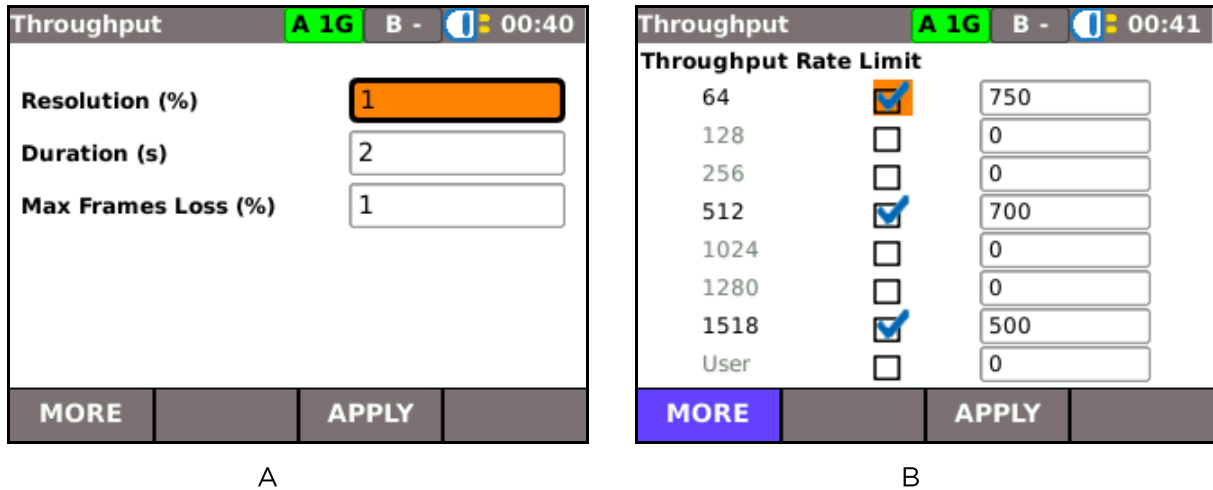 Throughput A 1G B - 00:40
Resolution (%) 1
Duration (s) 2
Max Frames Loss (%) 1
MORE APPLY
A
Throughput A 1G B - 00:41
Throughput Rate Limit
64 750
128 0
256 0
512 700
1024 0
1280 0
1518 500
User 0
MORE APPLY
B